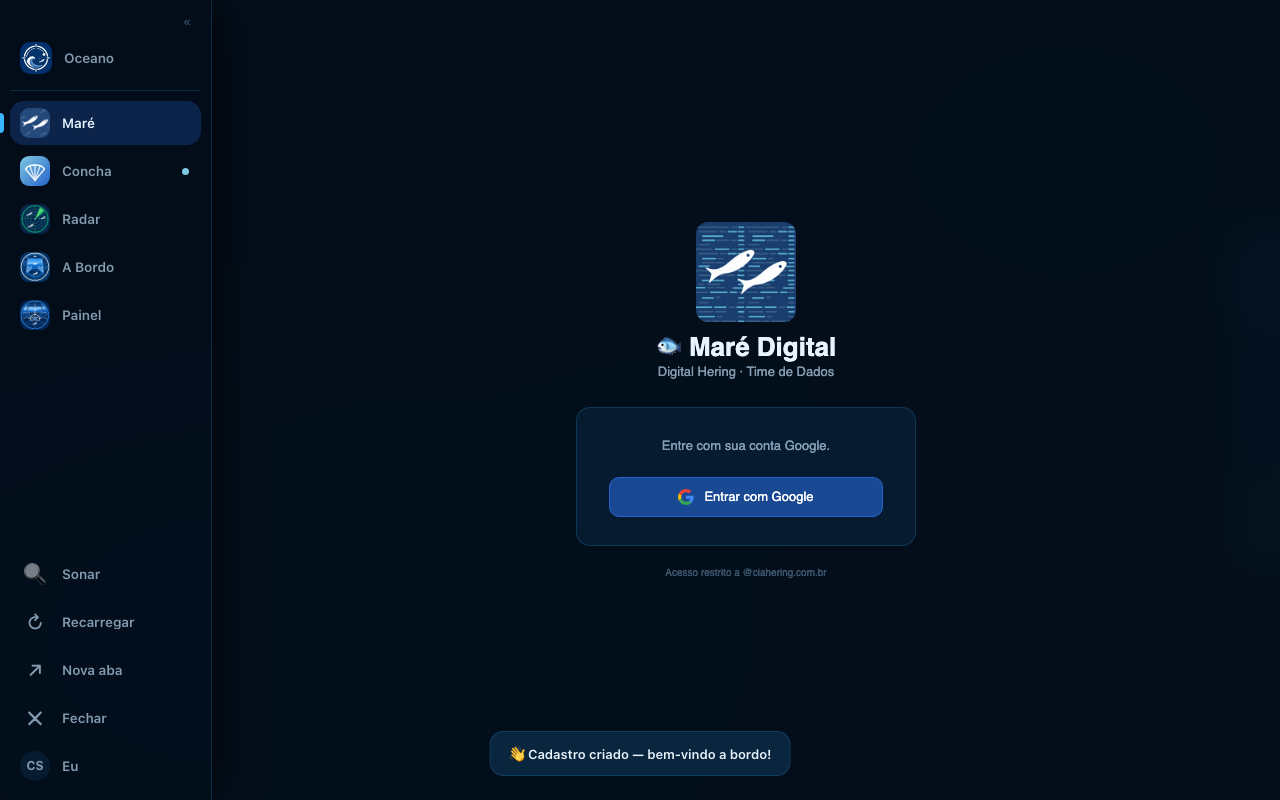 «
Oceano
Maré
Concha
Radar
A Bordo
Painel
Sonar
Recarregar
Nova aba
Fechar
CS Eu
🐟 Maré Digital
Digital Hering · Time de Dados
Entre com sua conta Google.
Entrar com Google
Acesso restrito a @ciahering.com.br
👋 Cadastro criado — bem-vindo a bordo!